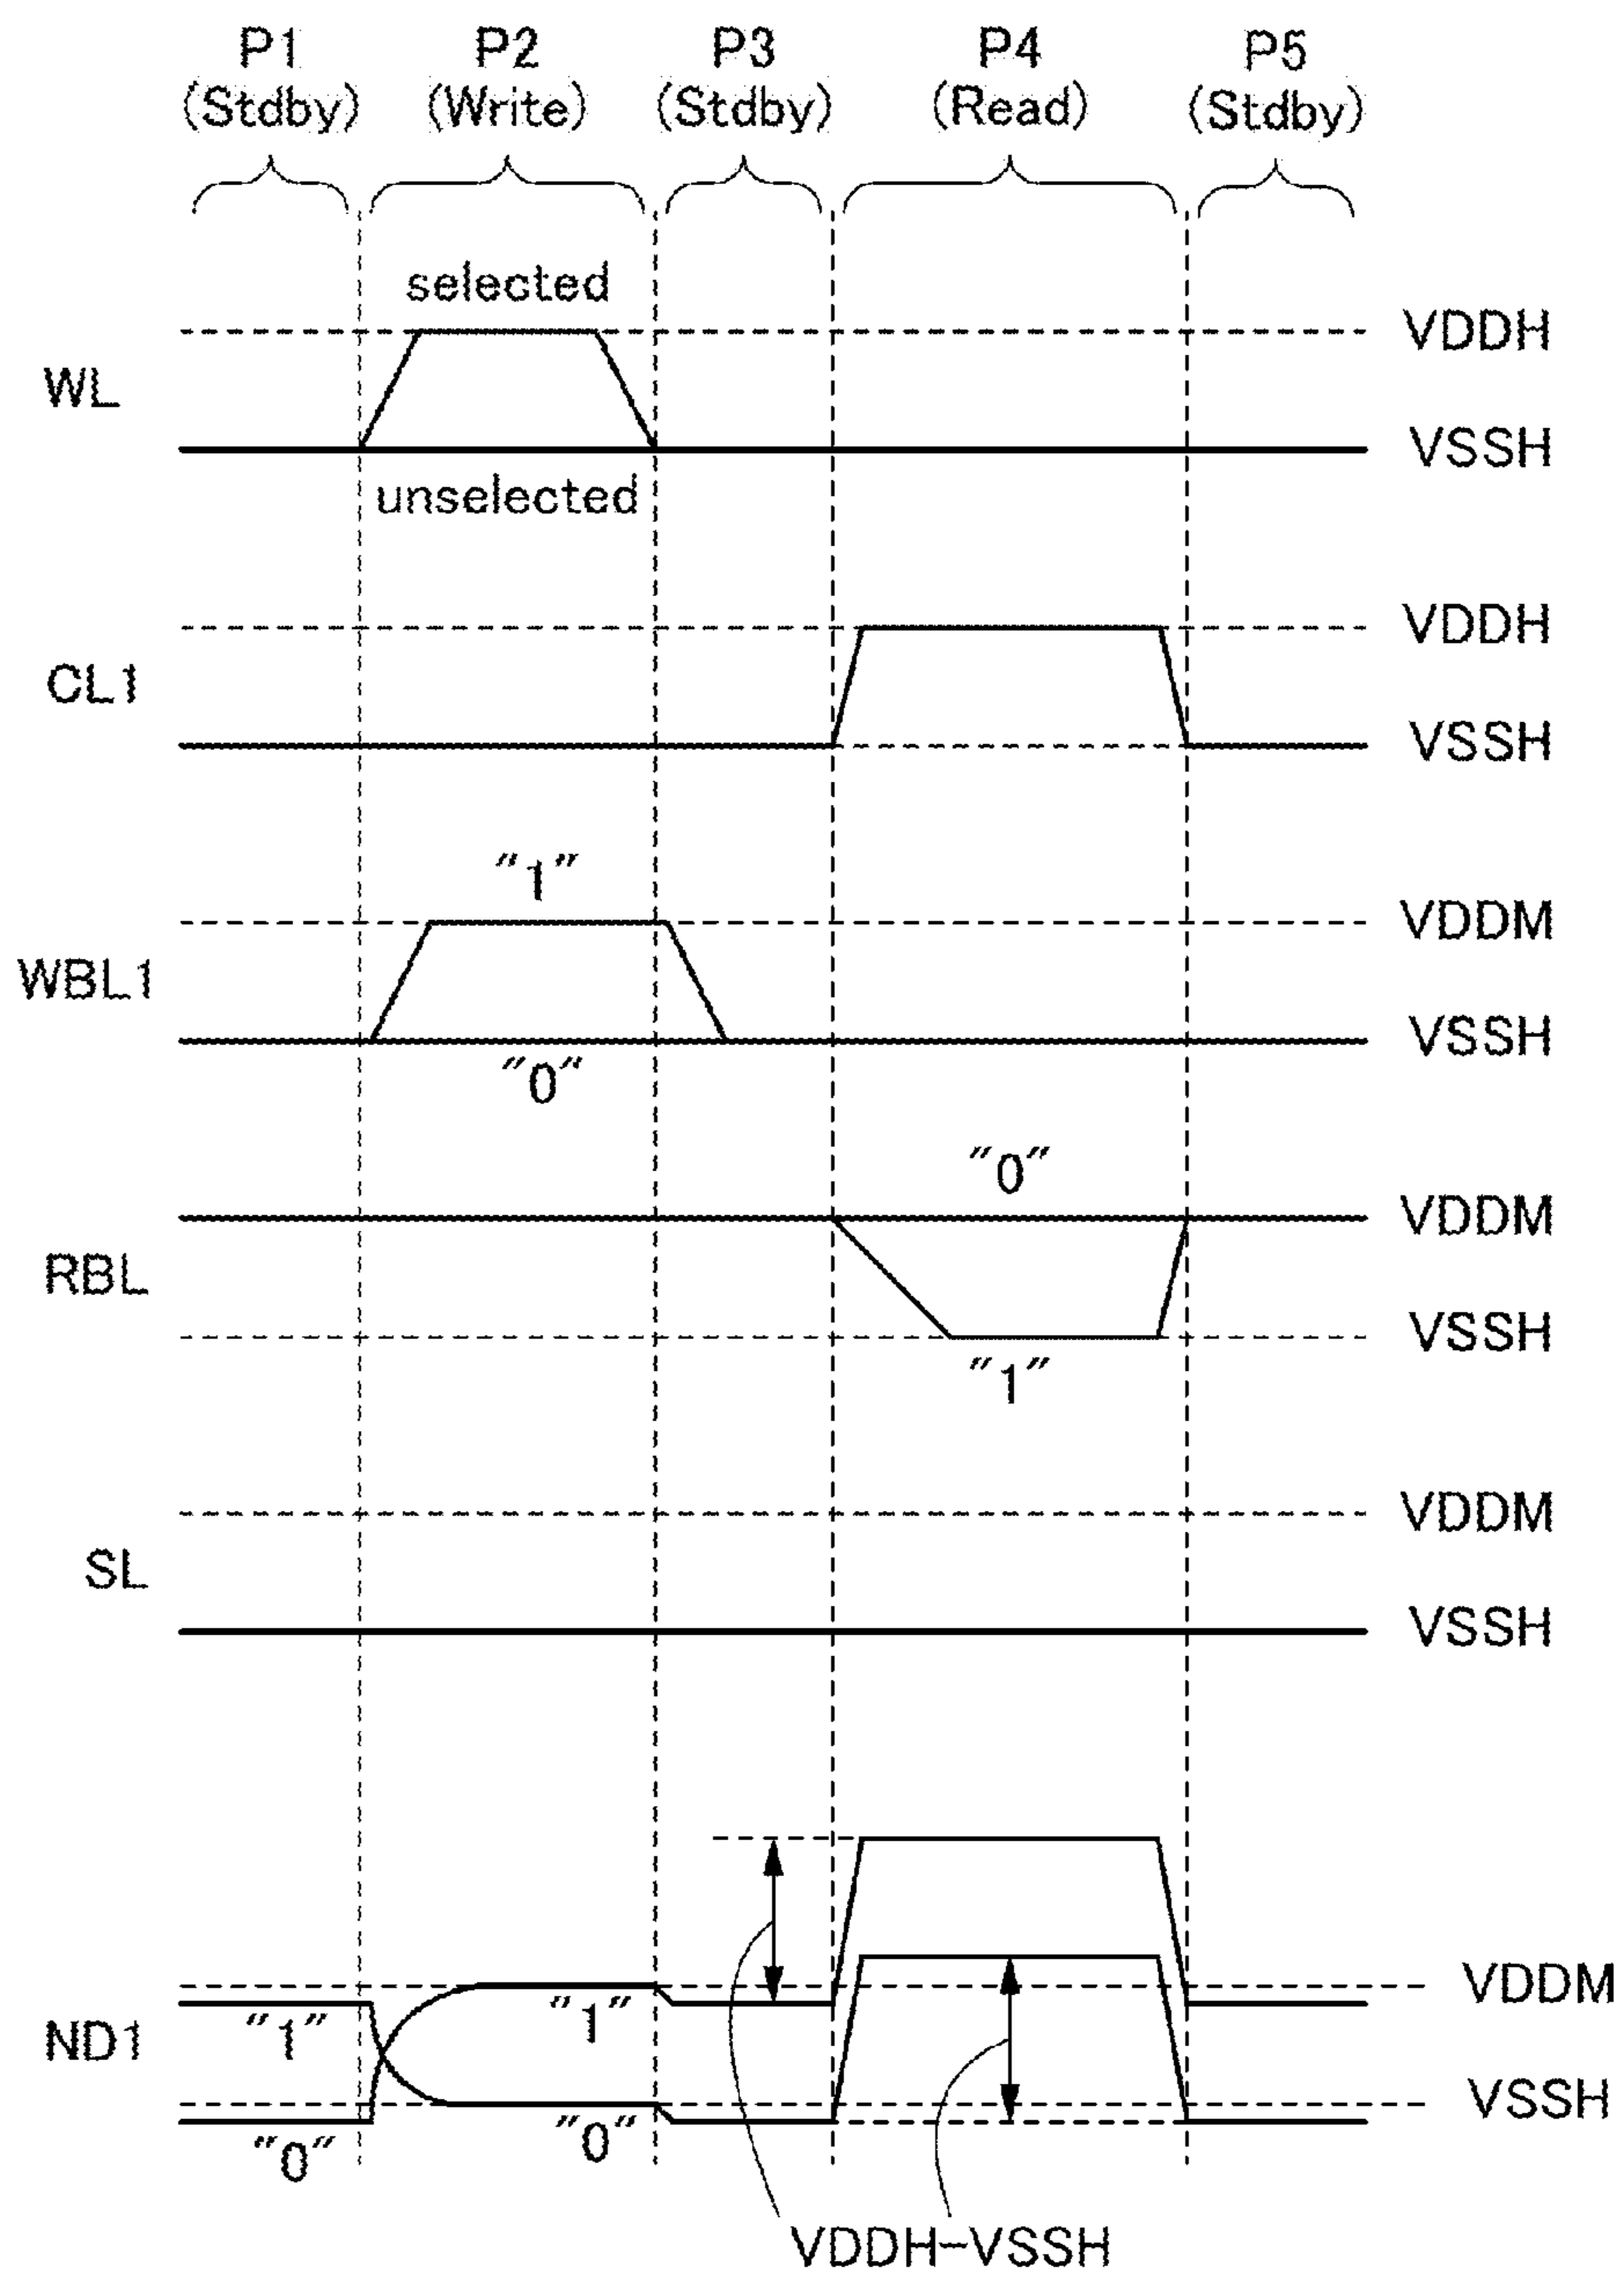 P1 P2 P3 P4 P5
(Stdby) (Write) (Stdby) (Read) (Stdby)
selected
VDDH
WL
VSSH
unselected
VDDH
CL1
VSSH
"1"
VDDM
WBL1
VSSH
"0"
"0"
VDDM
RBL
VSSH
"1"
VDDM
SL
VSSH
VDDM
"1" "1"
ND1
VSSH
"0" "0"
VDDH-VSSH